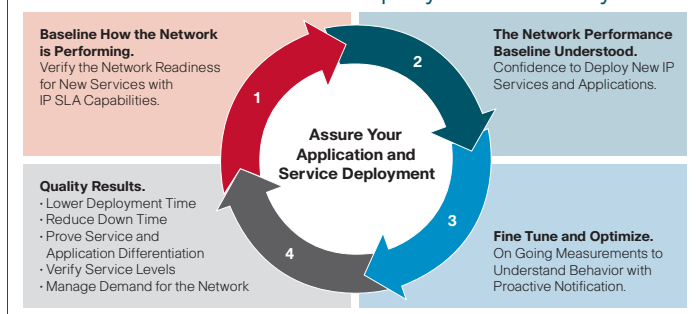 Baseline How the Network
is Performing.
Verify the Network Readiness
for New Services with
IP SLA Capabilities.
1
2
The Network Performance
Baseline Understood.
Confidence to Deploy New IP
Services and Applications.
Assure Your
Application and
Service Deployment
Quality Results.
· Lower Deployment Time
· Reduce Down Time
· Prove Service and
Application Differentiation
· Verify Service Levels
· Manage Demand for the Network
4
3
Fine Tune and Optimize.
On Going Measurements to
Understand Behavior with
Proactive Notification.